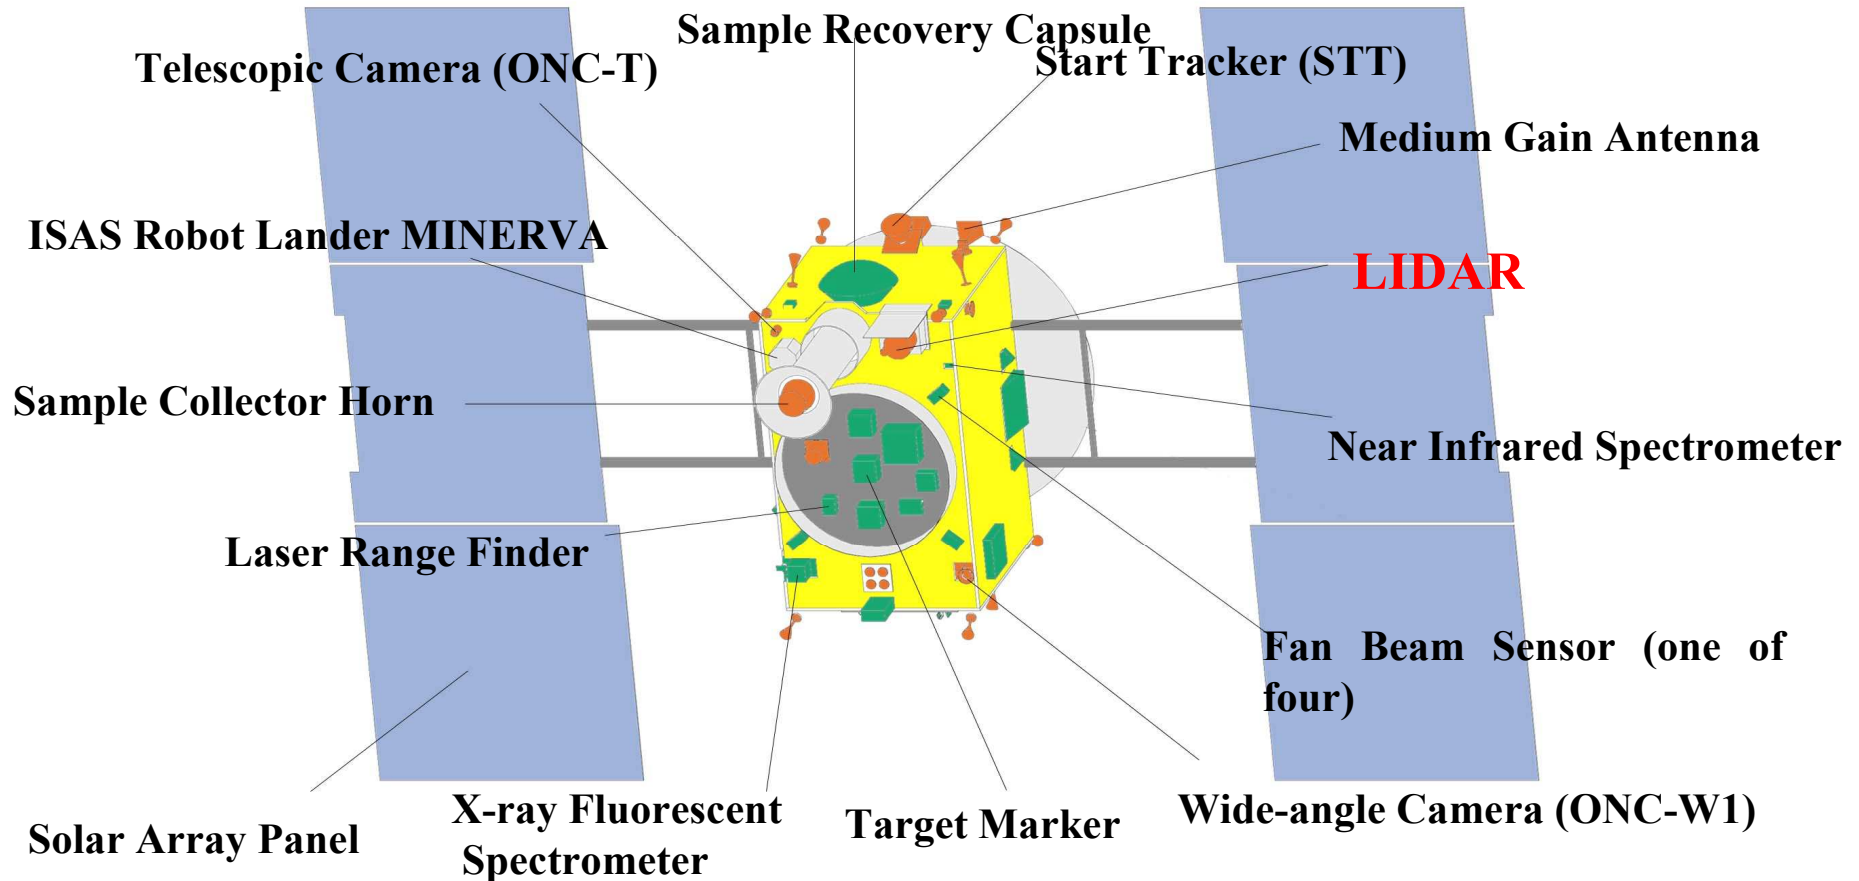 Sample Recovery Capsule
Telescopic Camera (ONC-T)
Start Tracker (STT)
Medium Gain Antenna
ISAS Robot Lander MINERVA
LIDAR
Sample Collector Horn
Near Infrared Spectrometer
Laser Range Finder
Fan Beam Sensor (one of
four)
X-ray Fluorescent
Spectrometer
Target Marker
Wide-angle Camera (ONC-W1)
Solar Array Panel